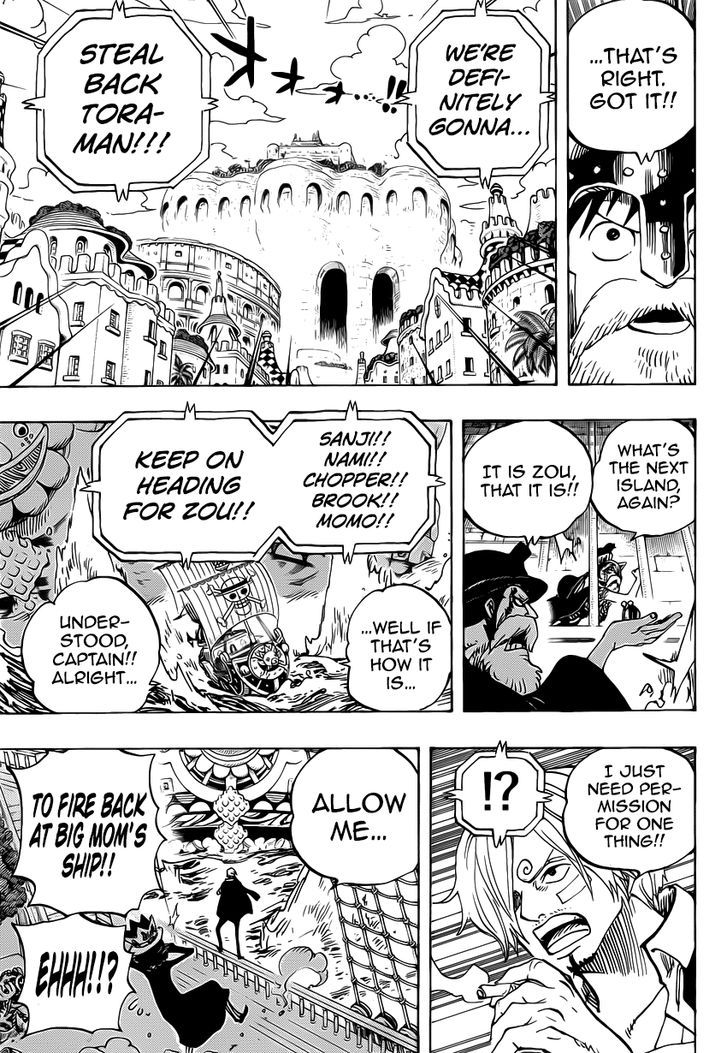 ...THAT'S
RIGHT.
GOT IT!!
WE'RE
DEFI-
NITELY
GONNA...
STEAL
BACK
TORA-
MAN!!!
WHAT'S
THE NEXT
ISLAND,
AGAIN?
IT IS ZOU,
THAT IT IS!!
SANJI!!
NAMI!!
CHOPPER!!
BROOK!!
MOMO!!
KEEP ON
HEADING
FOR ZOU!!
...WELL IF
THAT'S
HOW IT
IS...
UNDER-
STOOD,
CAPTAIN!!
ALRIGHT...
I JUST
NEED PER-
MISSION
FOR ONE
THING!!
!?
ALLOW
ME...
TO FIRE BACK
AT BIG MOM'S
SHIP!!
EHHH!!?